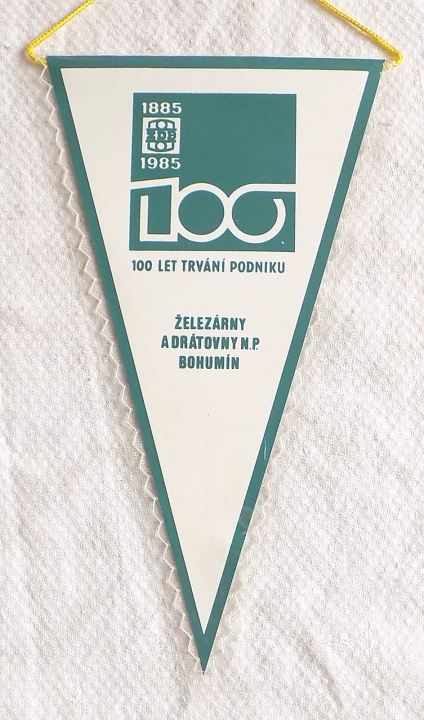 1885
ŽDB
1985
100
100 LET TRVÁNÍ PODNIKU
ŽELEZÁRNY
A DRÁTOVNY N.P.
BOHUMÍN